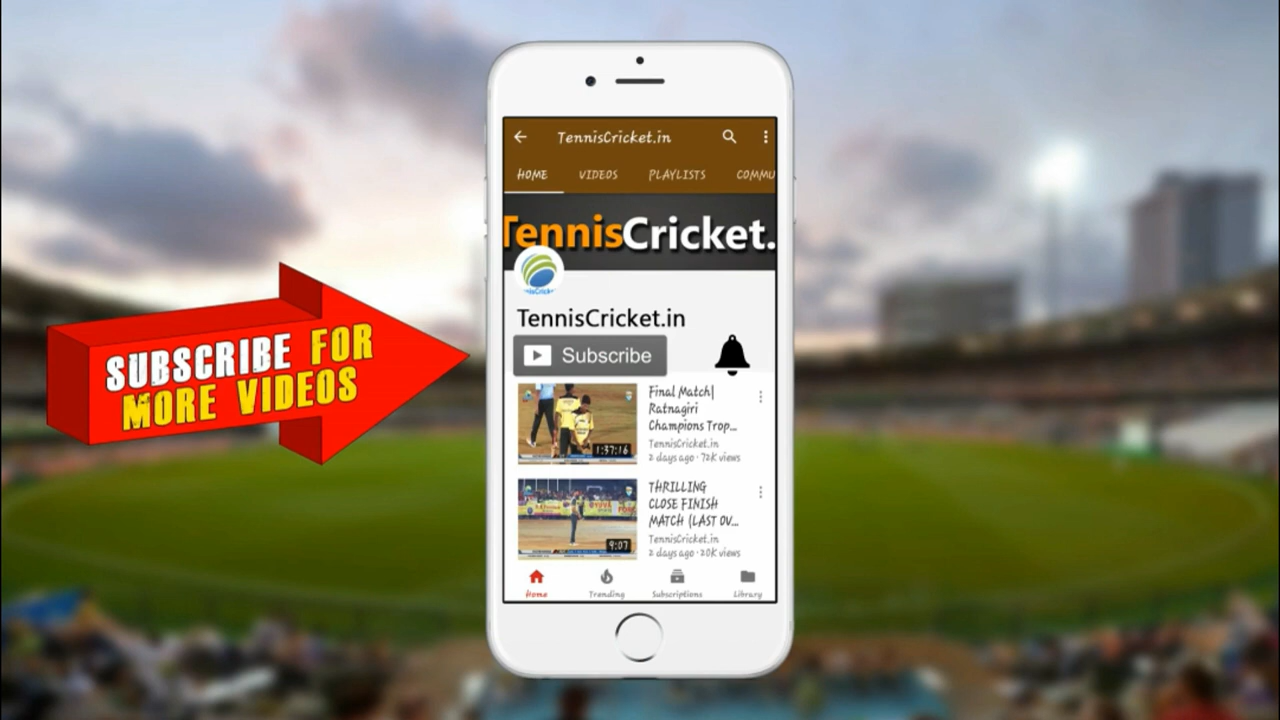 SUBSCRIBE FOR
MORE VIDEOS
TennisCricket.in
HOME VIDEOS PLAYLISTS COMMU
TennisCricket.
TennisCricket.in
Subscribe
Final Match|
Ratnagiri
Champions Trop...
TennisCricket.in
2 days ago · 72K views
1:37:16
THRILLING
CLOSE FINISH
MATCH (LAST OV...
TennisCricket.in
2 days ago · 20K views
9:07
Home Trending Subscriptions Library